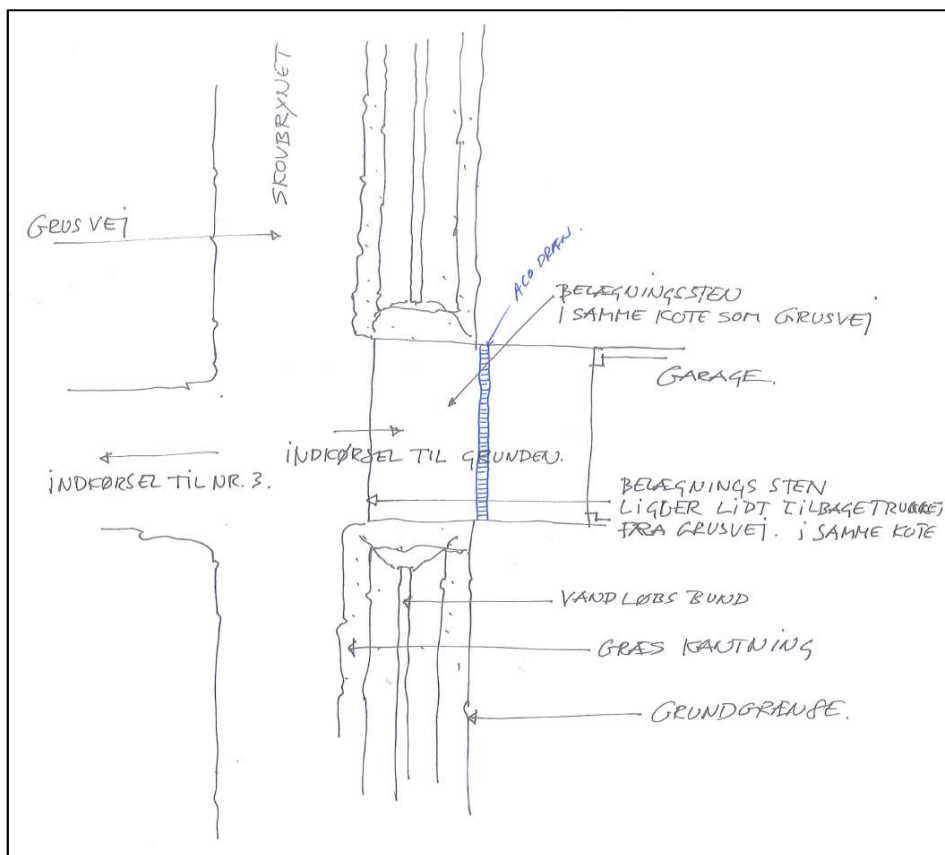 SKOVBRYNET
GRUSVEJ
ACO DRÆN.
BELÆGNINGSSTEN
I SAMME KOTE SOM GRUSVEJ
GARAGE.
INDKØRSEL TIL GRUNDEN.
INDKØRSEL TIL NR. 3.
BELÆGNINGS STEN
LIGGER LIDT TILBAGETRUKKET
FRA GRUSVEJ. I SAMME KOTE
VANDLØBS BUND
GRÆS KANTNING
GRUNDGRÆNSE.